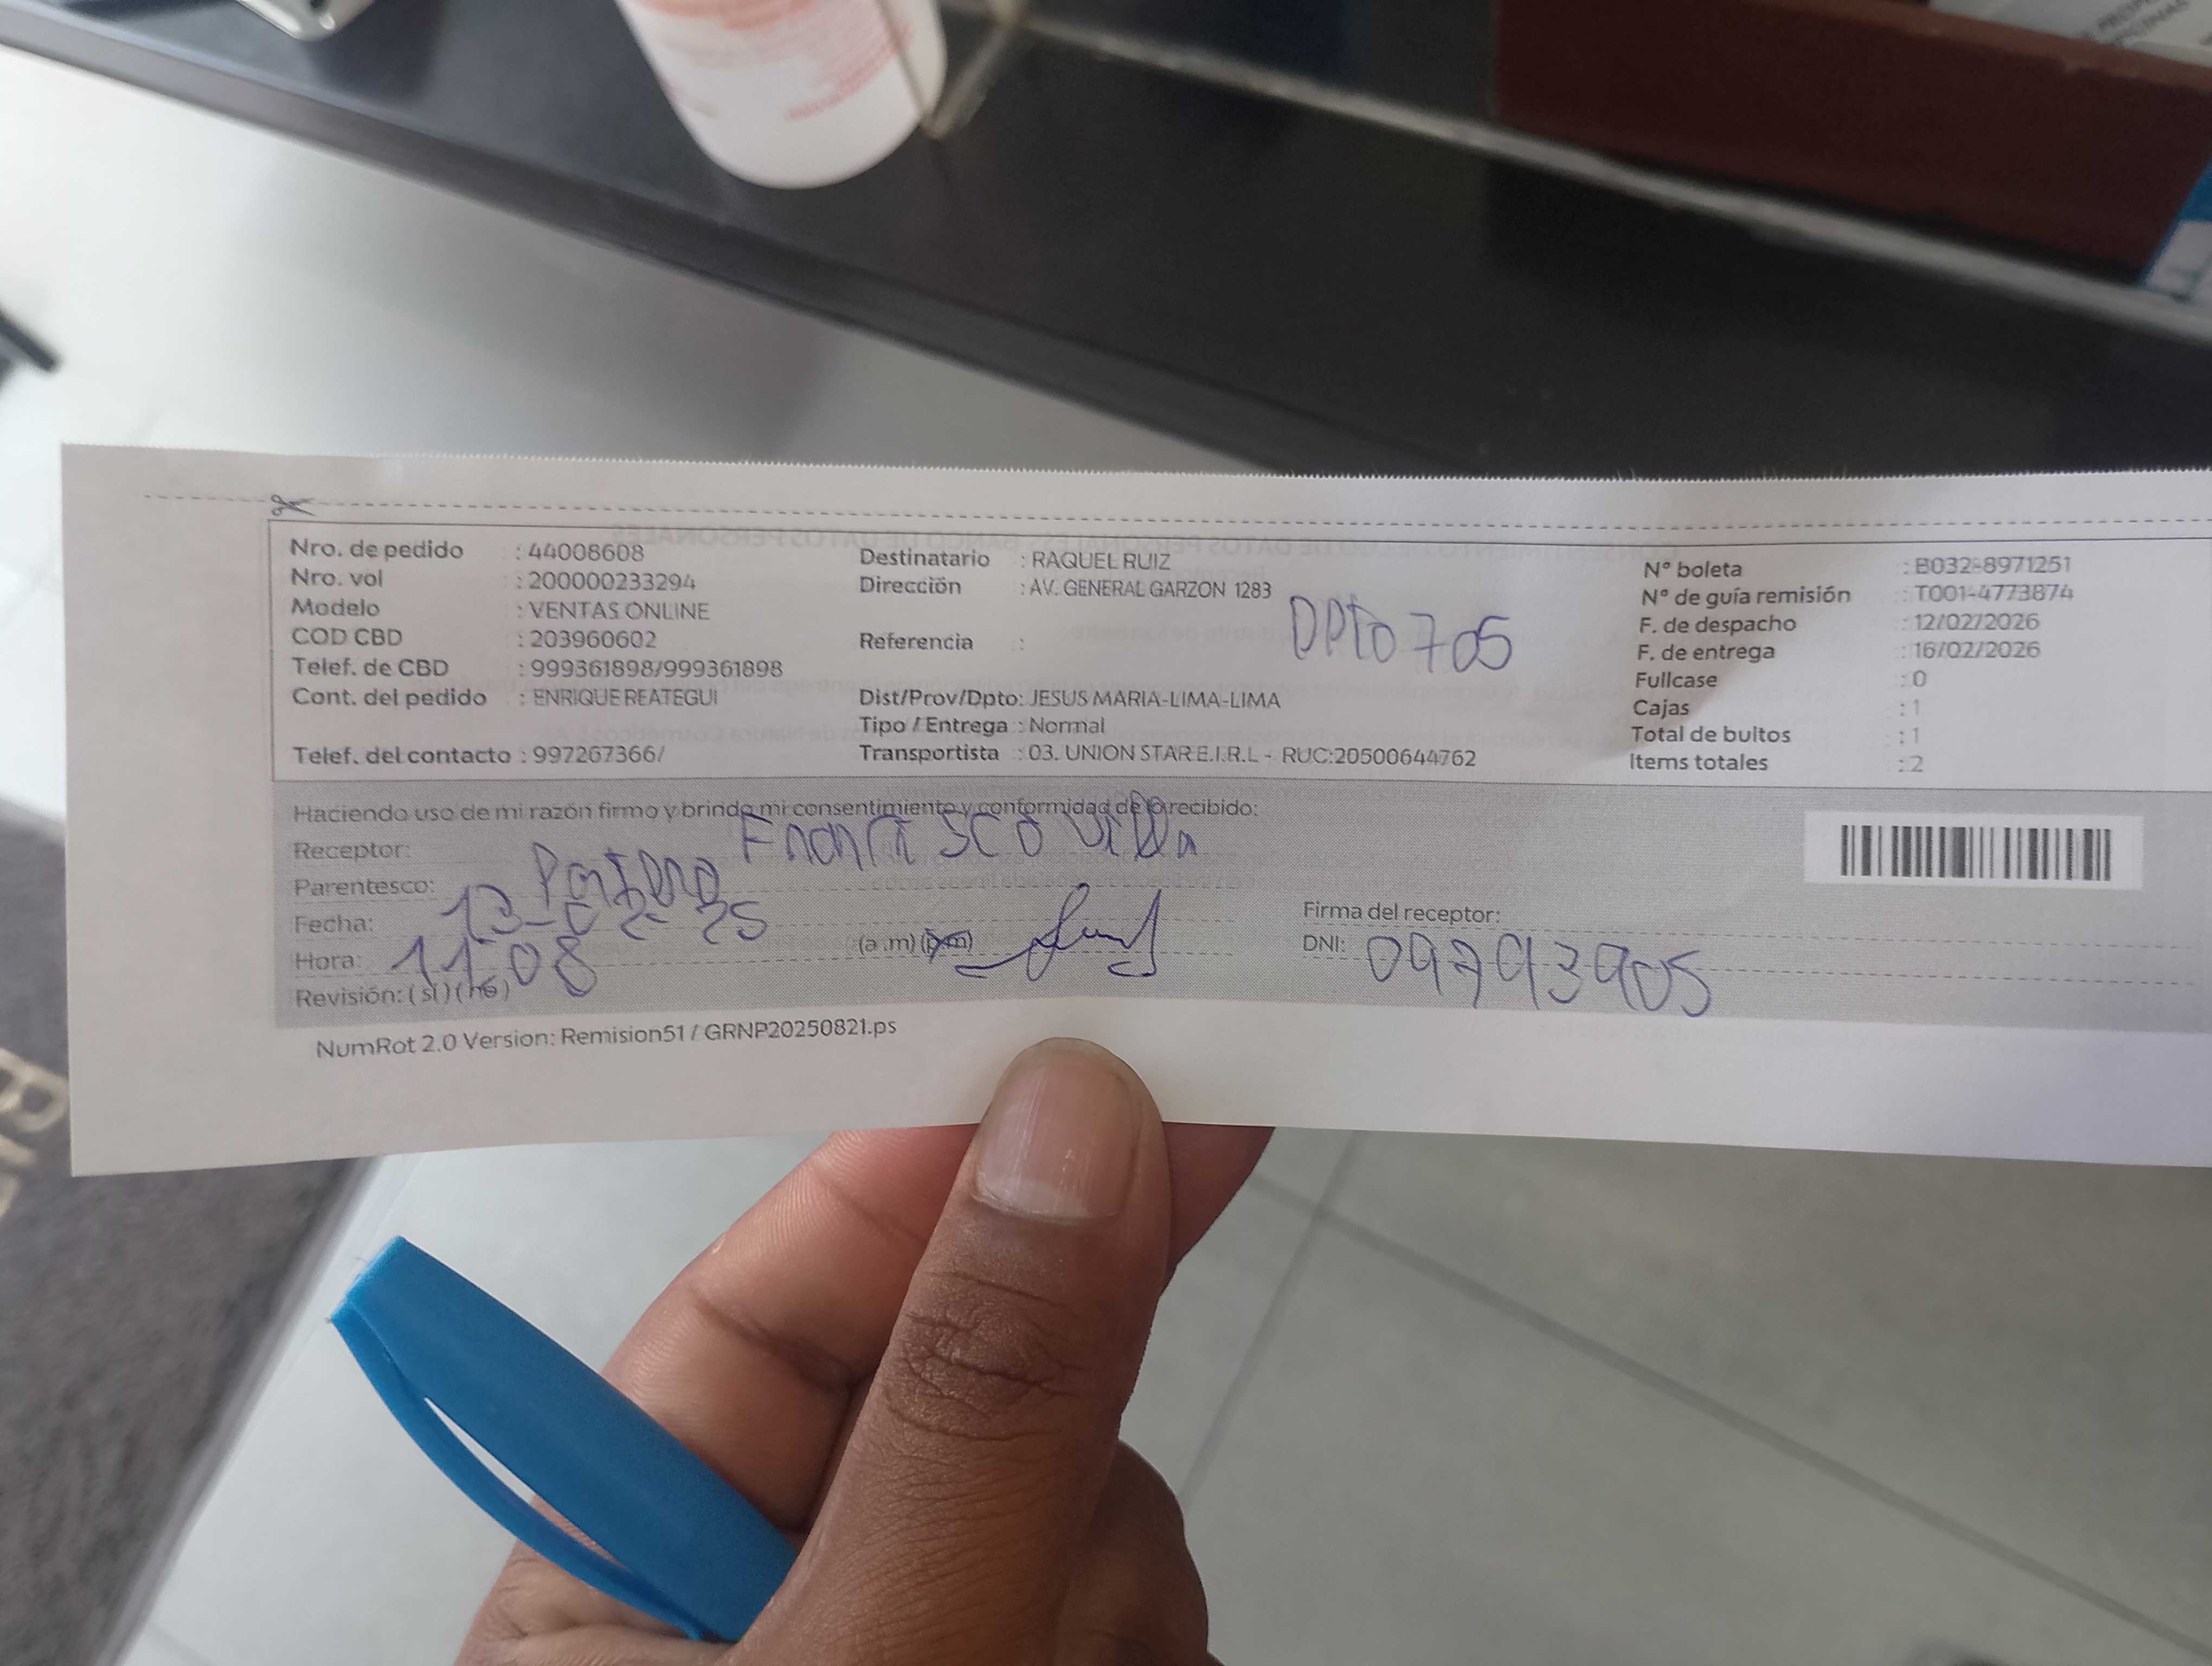 Nro. de pedido : 44008608
Nro. vol : 200000233294
Modelo : VENTAS ONLINE
COD CBD : 203960602
Telef. de CBD : 999361898/999361898
Cont. del pedido : ENRIQUE REATEGUI
Telef. del contacto : 997267366/
Destinatario : RAQUEL RUIZ
Dirección : AV. GENERAL GARZON 1283
DPTO 705
Referencia :
Dist/Prov/Dpto: JESUS MARIA-LIMA-LIMA
Tipo / Entrega : Normal
Transportista : 03. UNION STAR E.I.R.L - RUC:20500644762
N° boleta : B032-8971251
N° de guía remisión : T001-4773874
F. de despacho : 12/02/2026
F. de entrega : 16/02/2026
Fullcase : 0
Cajas : 1
Total de bultos : 1
Items totales : 2
Haciendo uso de mi razón firmo y brindo mi consentimiento y conformidad de lo recibido:
Receptor: Francisco Villa
Parentesco: Portero
Fecha: 13-02-25
Hora: 11:08 (a.m) (p.m)
Revisión: (si) (no)
Firma del receptor:
DNI: 09793905
NumRot 2.0 Version: Remision51 / GRNP20250821.ps